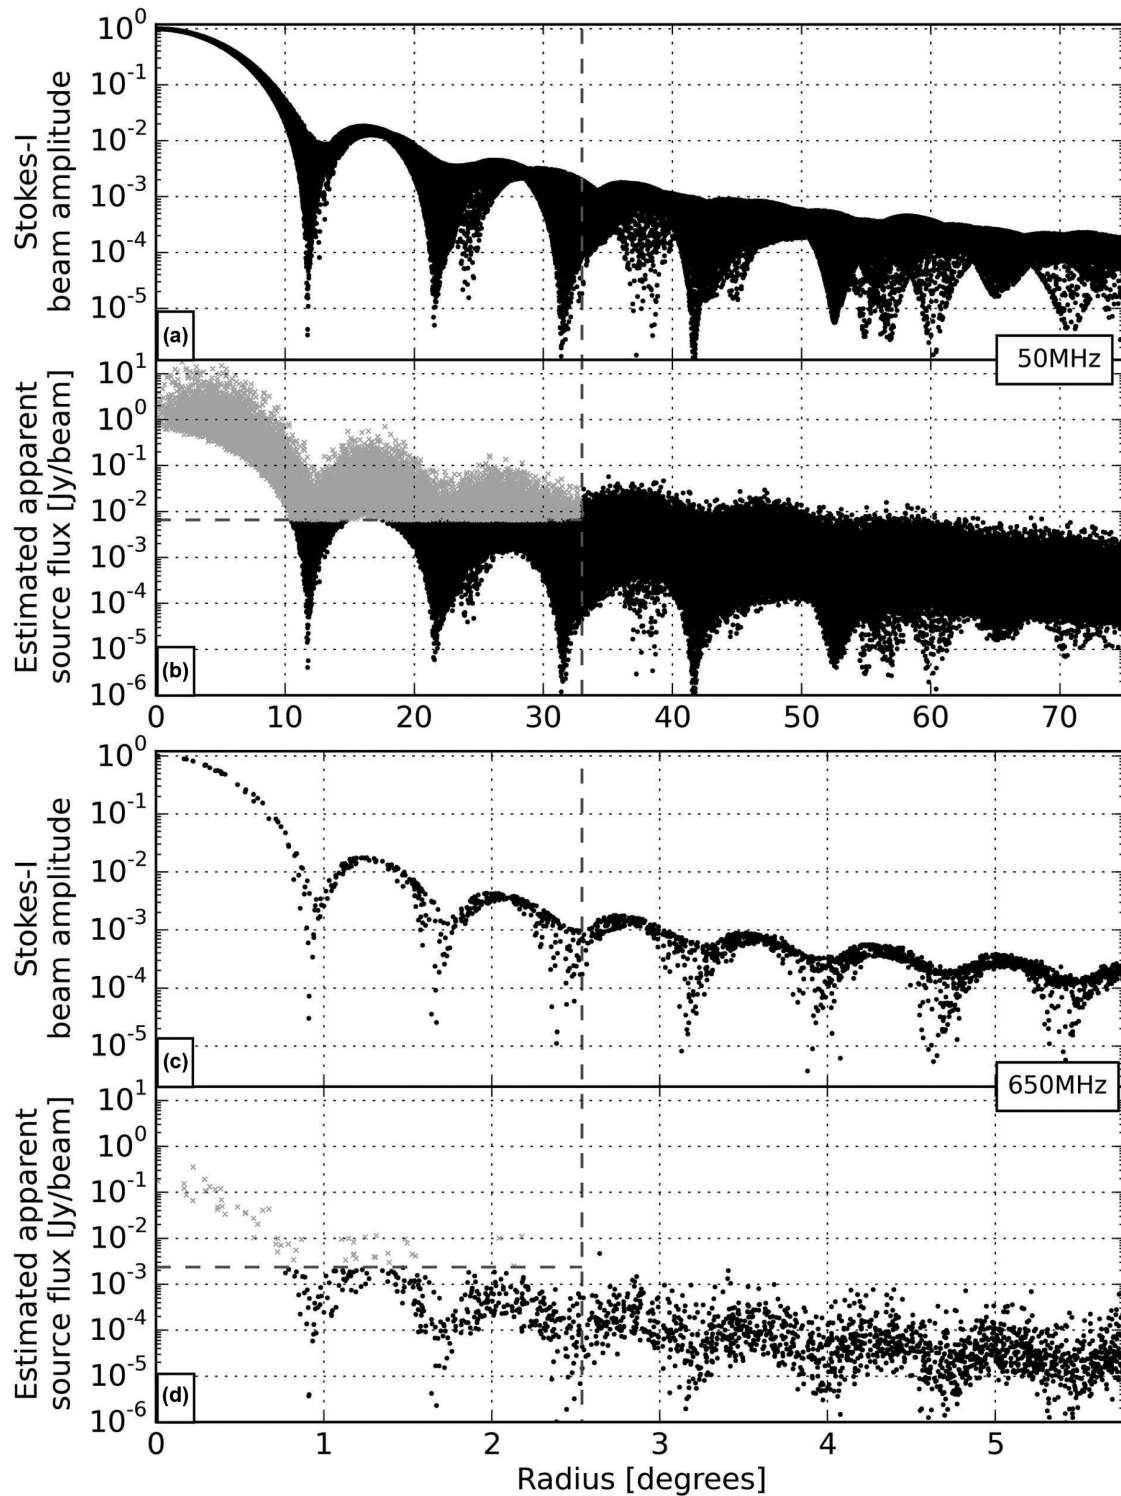 Stokes-I
beam amplitude
10^0
10^-1
10^-2
10^-3
10^-4
10^-5
(a)
50MHz
Estimated apparent
source flux [Jy/beam]
10^1
10^0
10^-1
10^-2
10^-3
10^-4
10^-5
10^-6
(b)
0 10 20 30 40 50 60 70
Stokes-I
beam amplitude
10^0
10^-1
10^-2
10^-3
10^-4
10^-5
(c)
650MHz
Estimated apparent
source flux [Jy/beam]
10^1
10^0
10^-1
10^-2
10^-3
10^-4
10^-5
10^-6
(d)
0 1 2 3 4 5
Radius [degrees]